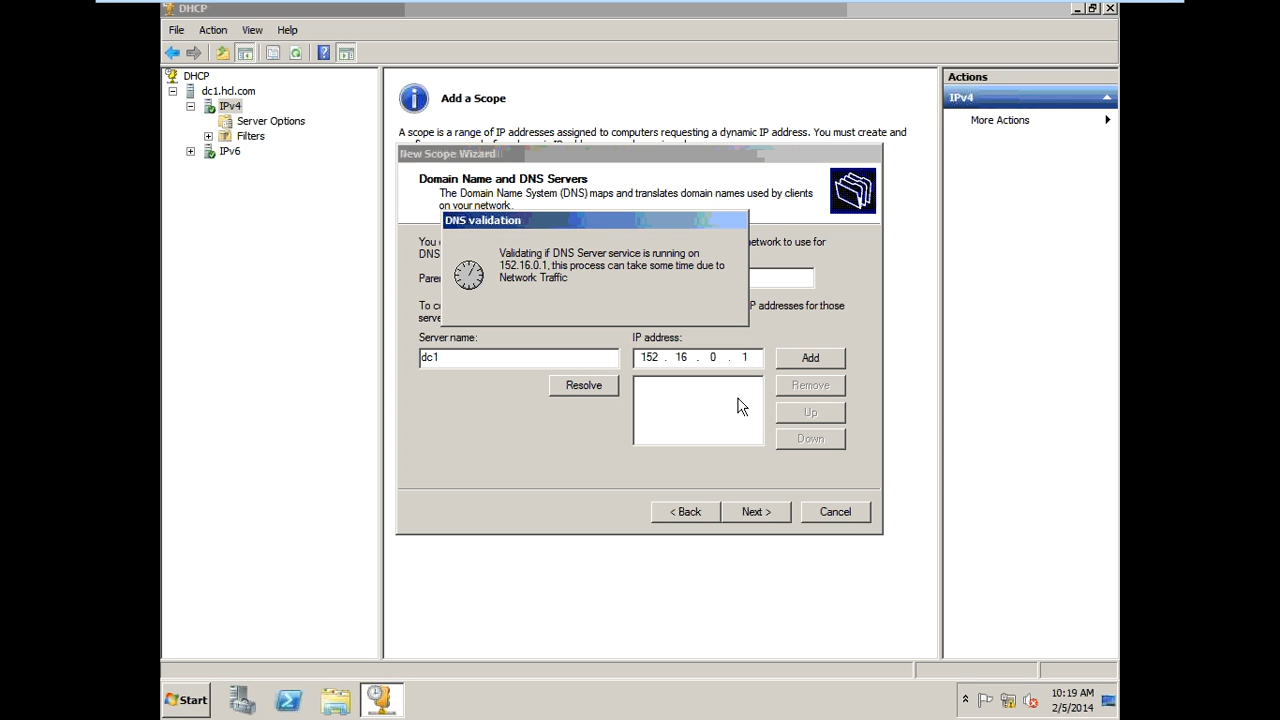 DHCP
File Action View Help
DHCP
dc1.hcl.com
IPv4
Server Options
Filters
IPv6
Add a Scope
A scope is a range of IP addresses assigned to computers requesting a dynamic IP address. You must create and
New Scope Wizard
Domain Name and DNS Servers
The Domain Name System (DNS) maps and translates domain names used by clients
on your network.
DNS validation
Validating if DNS Server service is running on
152.16.0.1, this process can take some time due to
Network Traffic
You
network to use for
DNS
Paren
To c
P addresses for those
serve
Server name:
IP address:
dc1
152 . 16 . 0 . 1
Add
Resolve
Remove
Up
Down
< Back
Next >
Cancel
Actions
IPv4
More Actions
Start
10:19 AM
2/5/2014